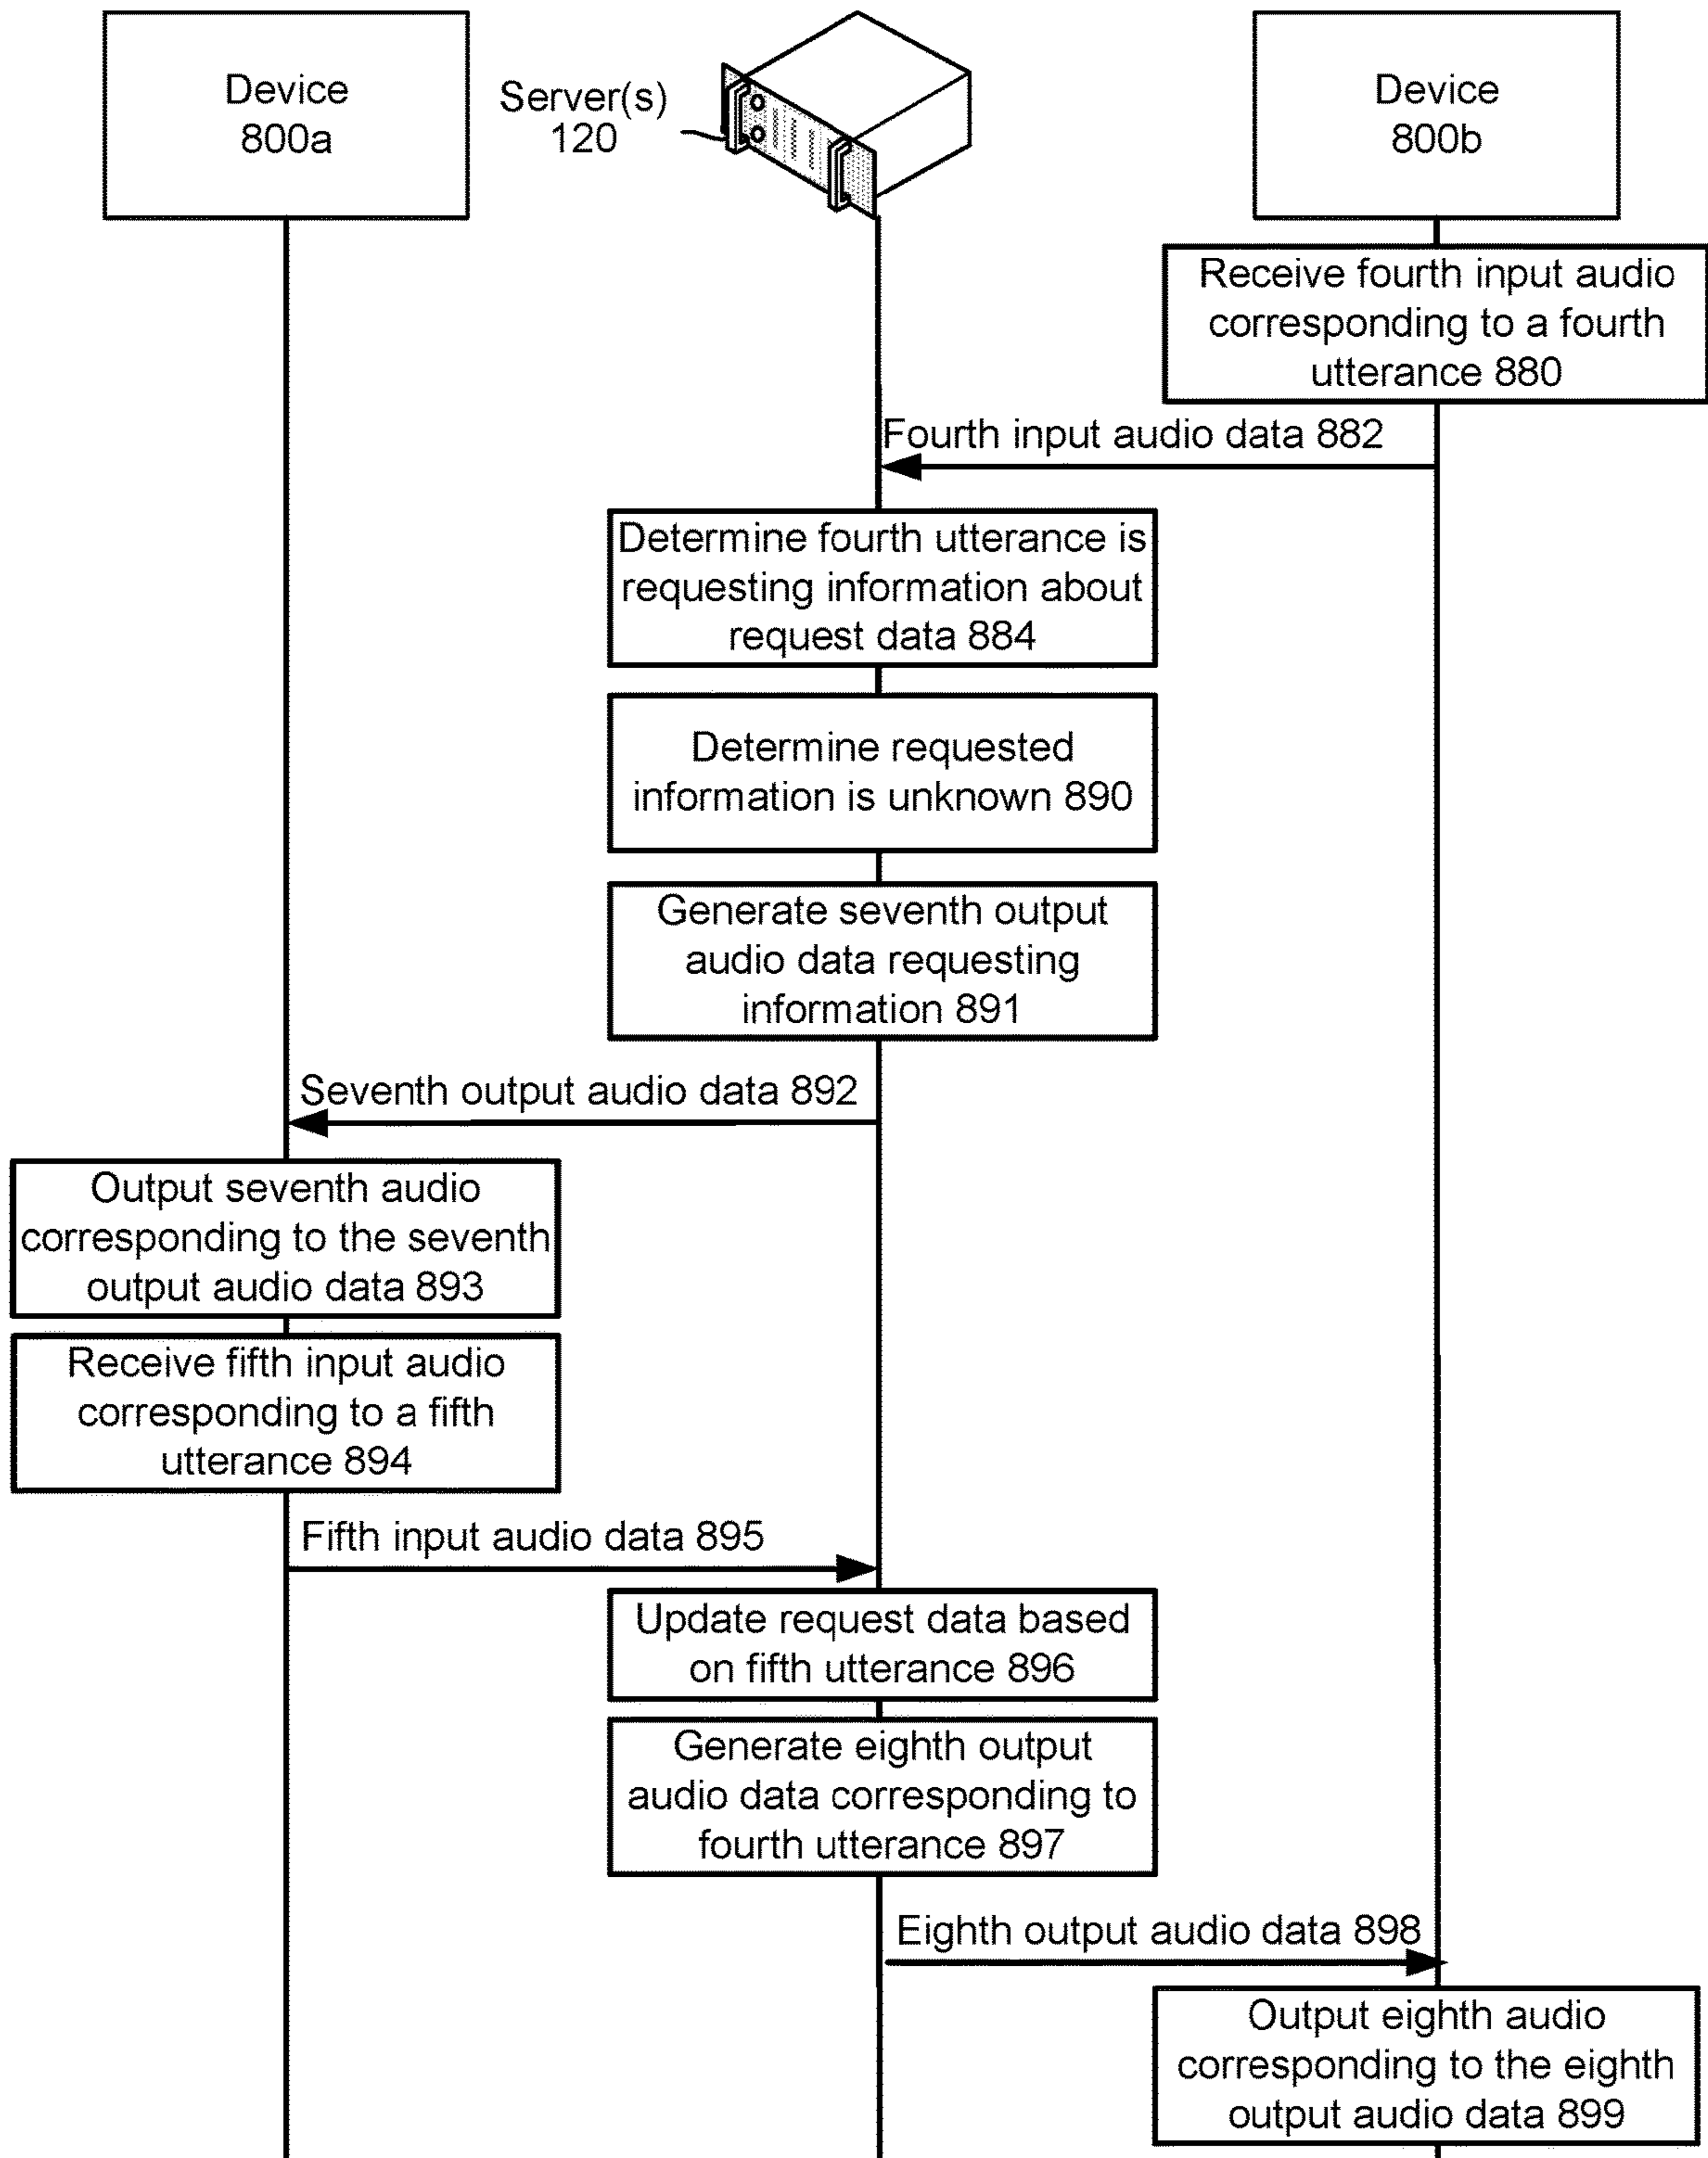 Device
800a
Server(s)
120
Device
800b
Receive fourth input audio
corresponding to a fourth
utterance 880
Fourth input audio data 882
Determine fourth utterance is
requesting information about
request data 884
Determine requested
information is unknown 890
Generate seventh output
audio data requesting
information 891
Seventh output audio data 892
Output seventh audio
corresponding to the seventh
output audio data 893
Receive fifth input audio
corresponding to a fifth
utterance 894
Fifth input audio data 895
Update request data based
on fifth utterance 896
Generate eighth output
audio data corresponding to
fourth utterance 897
Eighth output audio data 898
Output eighth audio
corresponding to the eighth
output audio data 899